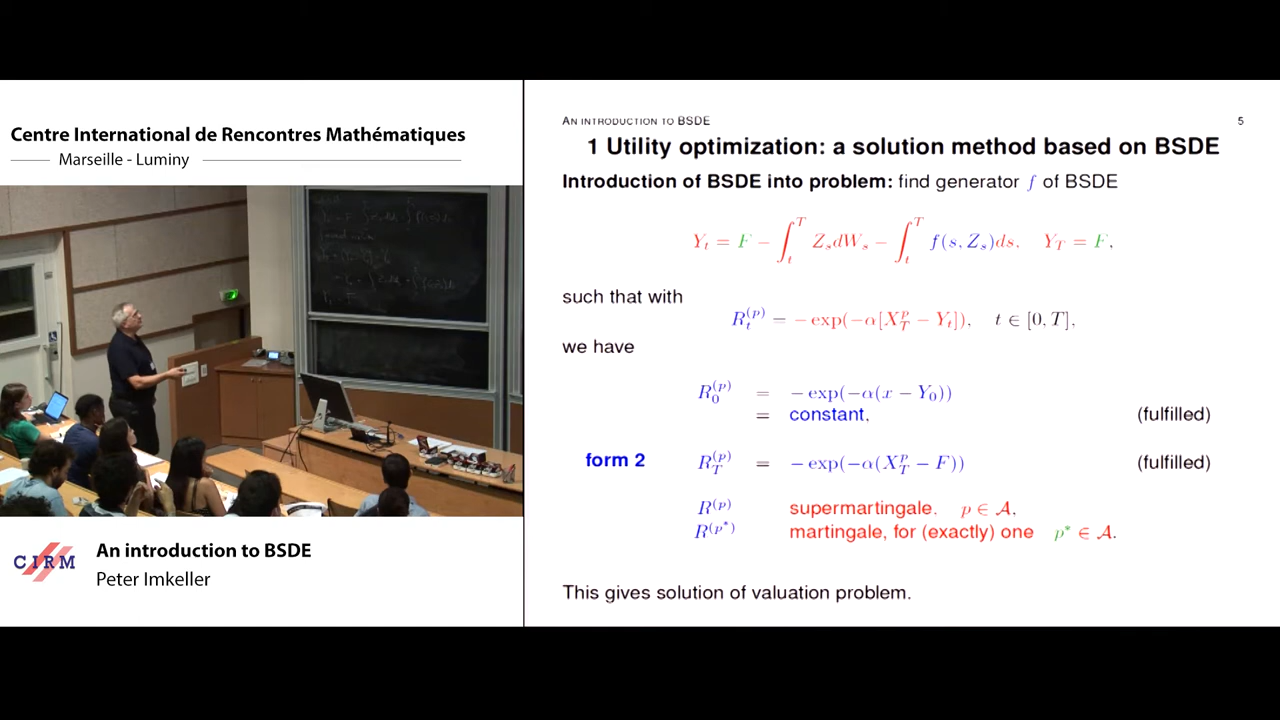 Centre International de Rencontres Mathématiques
Marseille - Luminy
An introduction to BSDE
Peter Imkeller
CIRM
AN INTRODUCTION TO BSDE 5
1 Utility optimization: a solution method based on BSDE
Introduction of BSDE into problem: find generator f of BSDE
Y_t = F − ∫_t^T Z_s dW_s − ∫_t^T f(s, Z_s)ds, Y_T = F,
such that with
R_t^{(p)} = − exp(−α[X_T^p − Y_t]), t ∈ [0, T],
we have
R_0^{(p)} = − exp(−α(x − Y_0))
= constant, (fulfilled)
form 2 R_T^{(p)} = − exp(−α(X_T^p − F)) (fulfilled)
R^{(p)} supermartingale, p ∈ A,
R^{(p*)} martingale, for (exactly) one p* ∈ A.
This gives solution of valuation problem.